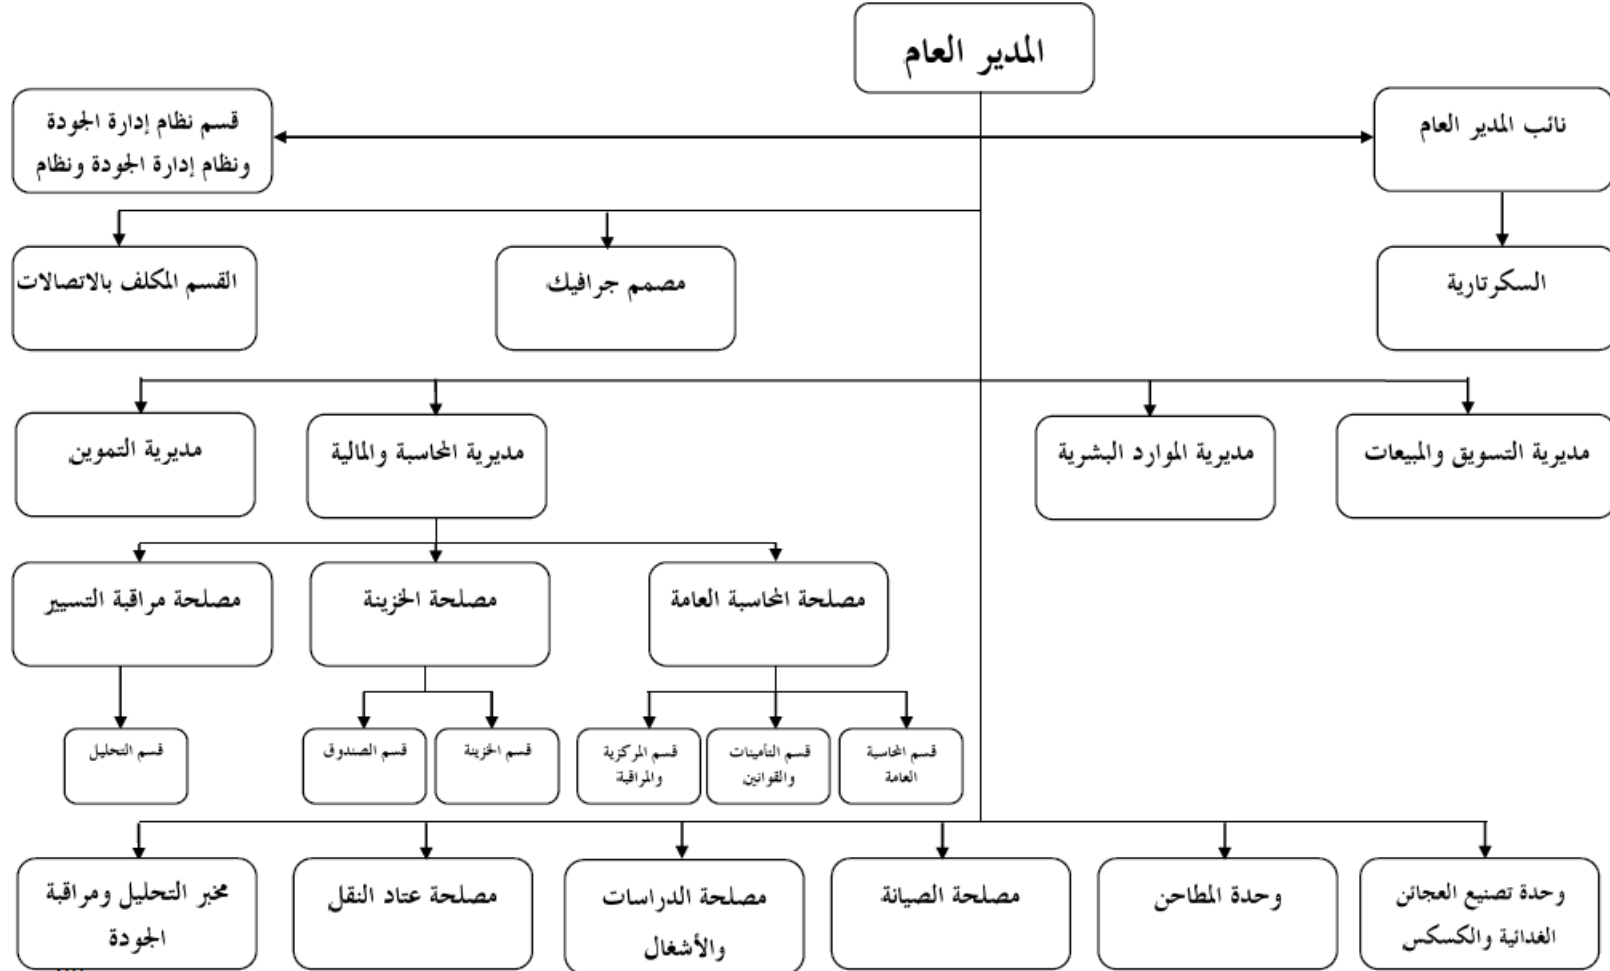 المدير العام
نائب المدير العام
قسم نظام إدارة الجودة
ونظام إدارة الجودة ونظام
السكرتارية
مصمم جرافيك
القسم المكلف بالاتصالات
مديرية التسويق والمبيعات
مديرية الموارد البشرية
مديرية المحاسبة والمالية
مديرية التموين
مصلحة المحاسبة العامة
مصلحة الخزينة
مصلحة مراقبة التسيير
قسم المحاسبة
العامة
قسم التأمينات
والقوانين
قسم المركزية
والمراقبة
قسم الخزينة
قسم الصندوق
قسم التحليل
وحدة تصنيع العجائن
الغدائية والكسكس
وحدة المطاحن
مصلحة الصيانة
مصلحة الدراسات
والأشغال
مصلحة عتاد النقل
مخبر التحليل ومراقبة
الجودة